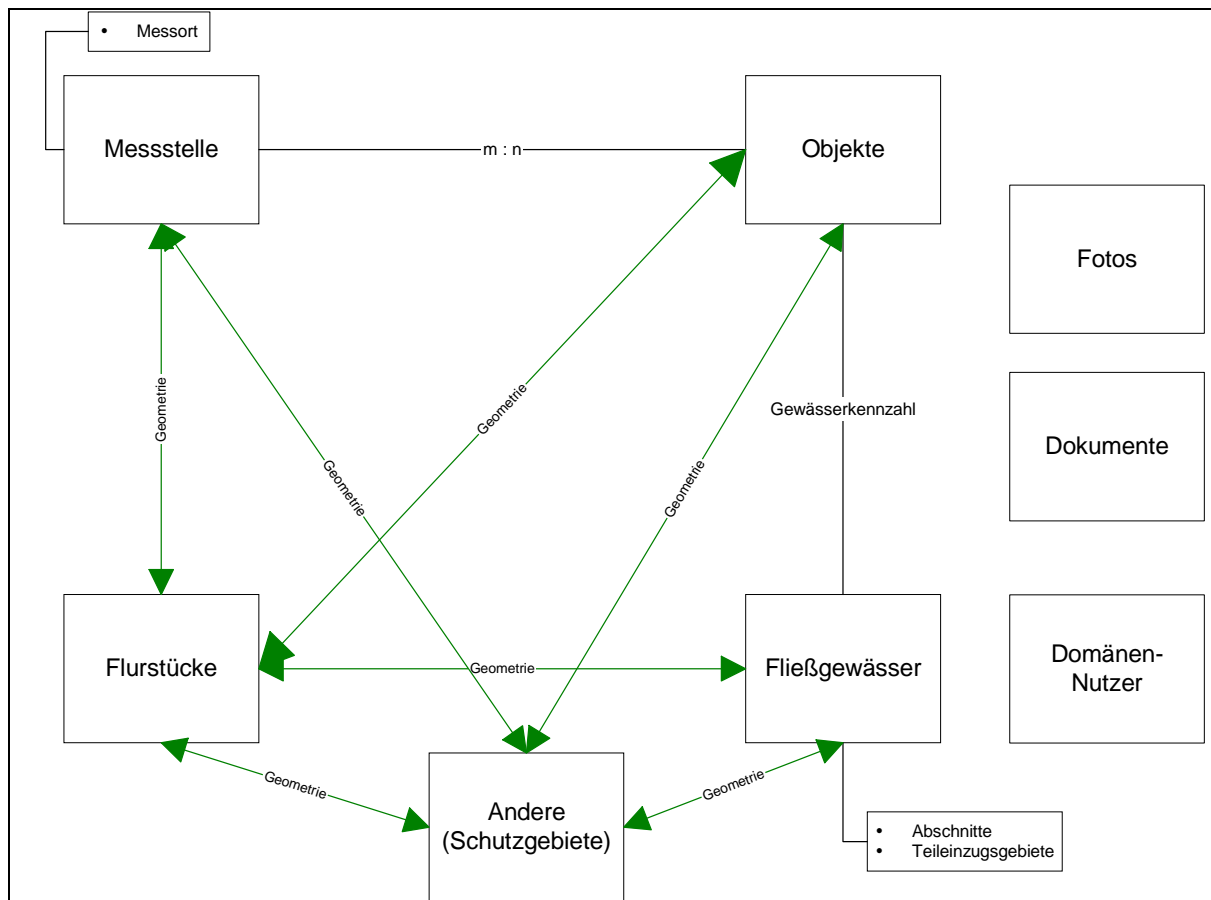 • Messort
Messstelle
m : n
Objekte
Fotos
Geometrie
Geometrie
Geometrie
Geometrie
Gewässerkennzahl
Dokumente
Flurstücke
Geometrie
Fließgewässer
Domänen-
Nutzer
Geometrie
Geometrie
Andere
(Schutzgebiete)
• Abschnitte
• Teileinzugsgebiete